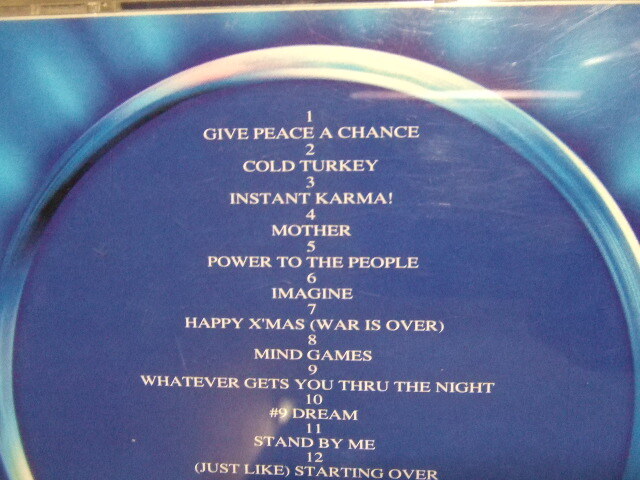 1
GIVE PEACE A CHANCE
2
COLD TURKEY
3
INSTANT KARMA!
4
MOTHER
5
POWER TO THE PEOPLE
6
IMAGINE
7
HAPPY X'MAS (WAR IS OVER)
8
MIND GAMES
9
WHATEVER GETS YOU THRU THE NIGHT
10
#9 DREAM
11
STAND BY ME
12
(JUST LIKE) STARTING OVER